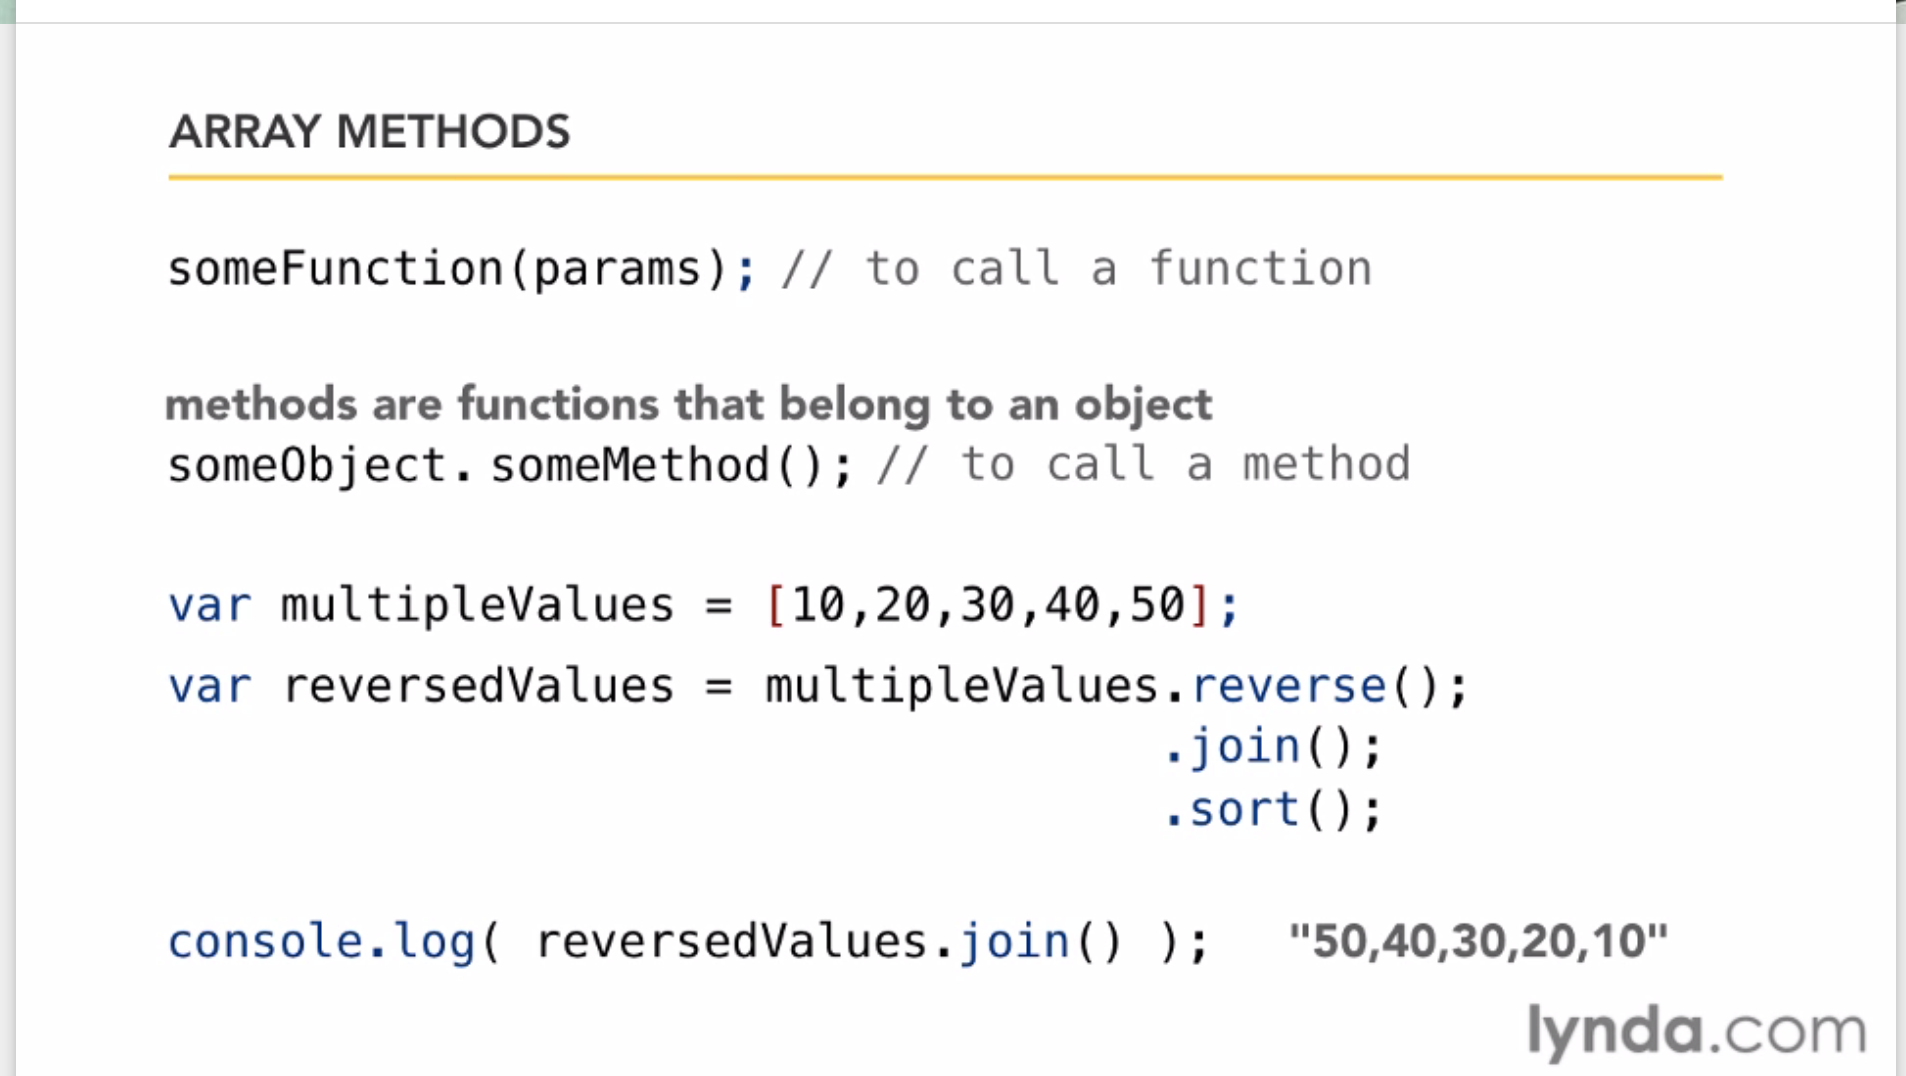 ARRAY METHODS
someFunction(params); // to call a function
methods are functions that belong to an object
someObject. someMethod(); // to call a method
var multipleValues = [10,20,30,40,50];
var reversedValues = multipleValues.reverse();
.join();
.sort();
console.log( reversedValues.join() ); "50,40,30,20,10"
lynda.com